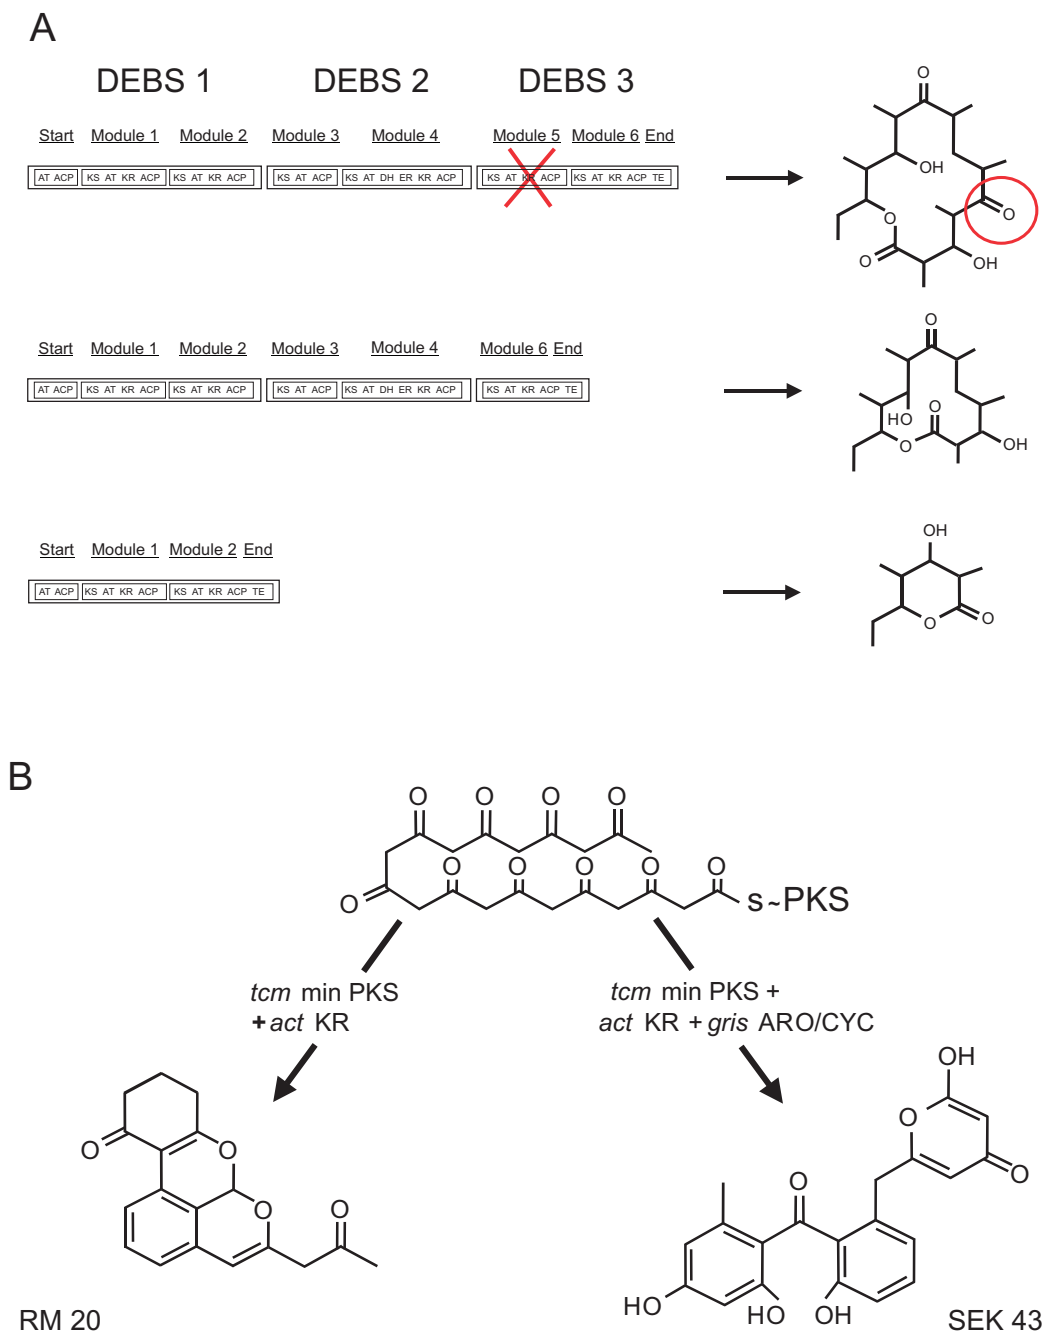 A
DEBS 1 DEBS 2 DEBS 3
Start Module 1 Module 2 Module 3 Module 4 Module 5 Module 6 End
AT ACP KS AT KR ACP KS AT KR ACP KS AT ACP KS AT DH ER KR ACP KS AT KR ACP KS AT KR ACP TE
O
OH
O
O
O
OH
Start Module 1 Module 2 Module 3 Module 4 Module 6 End
AT ACP KS AT KR ACP KS AT KR ACP KS AT ACP KS AT DH ER KR ACP KS AT KR ACP TE
O
O
HO
O
OH
Start Module 1 Module 2 End
AT ACP KS AT KR ACP KS AT KR ACP TE
OH
O
O
B
O O O O
O O O O O O
O
S~PKS
tcm min PKS
+ act KR
tcm min PKS +
act KR + gris ARO/CYC
O
O
O
O
OH
O
O
O
HO
HO OH
RM 20
SEK 43